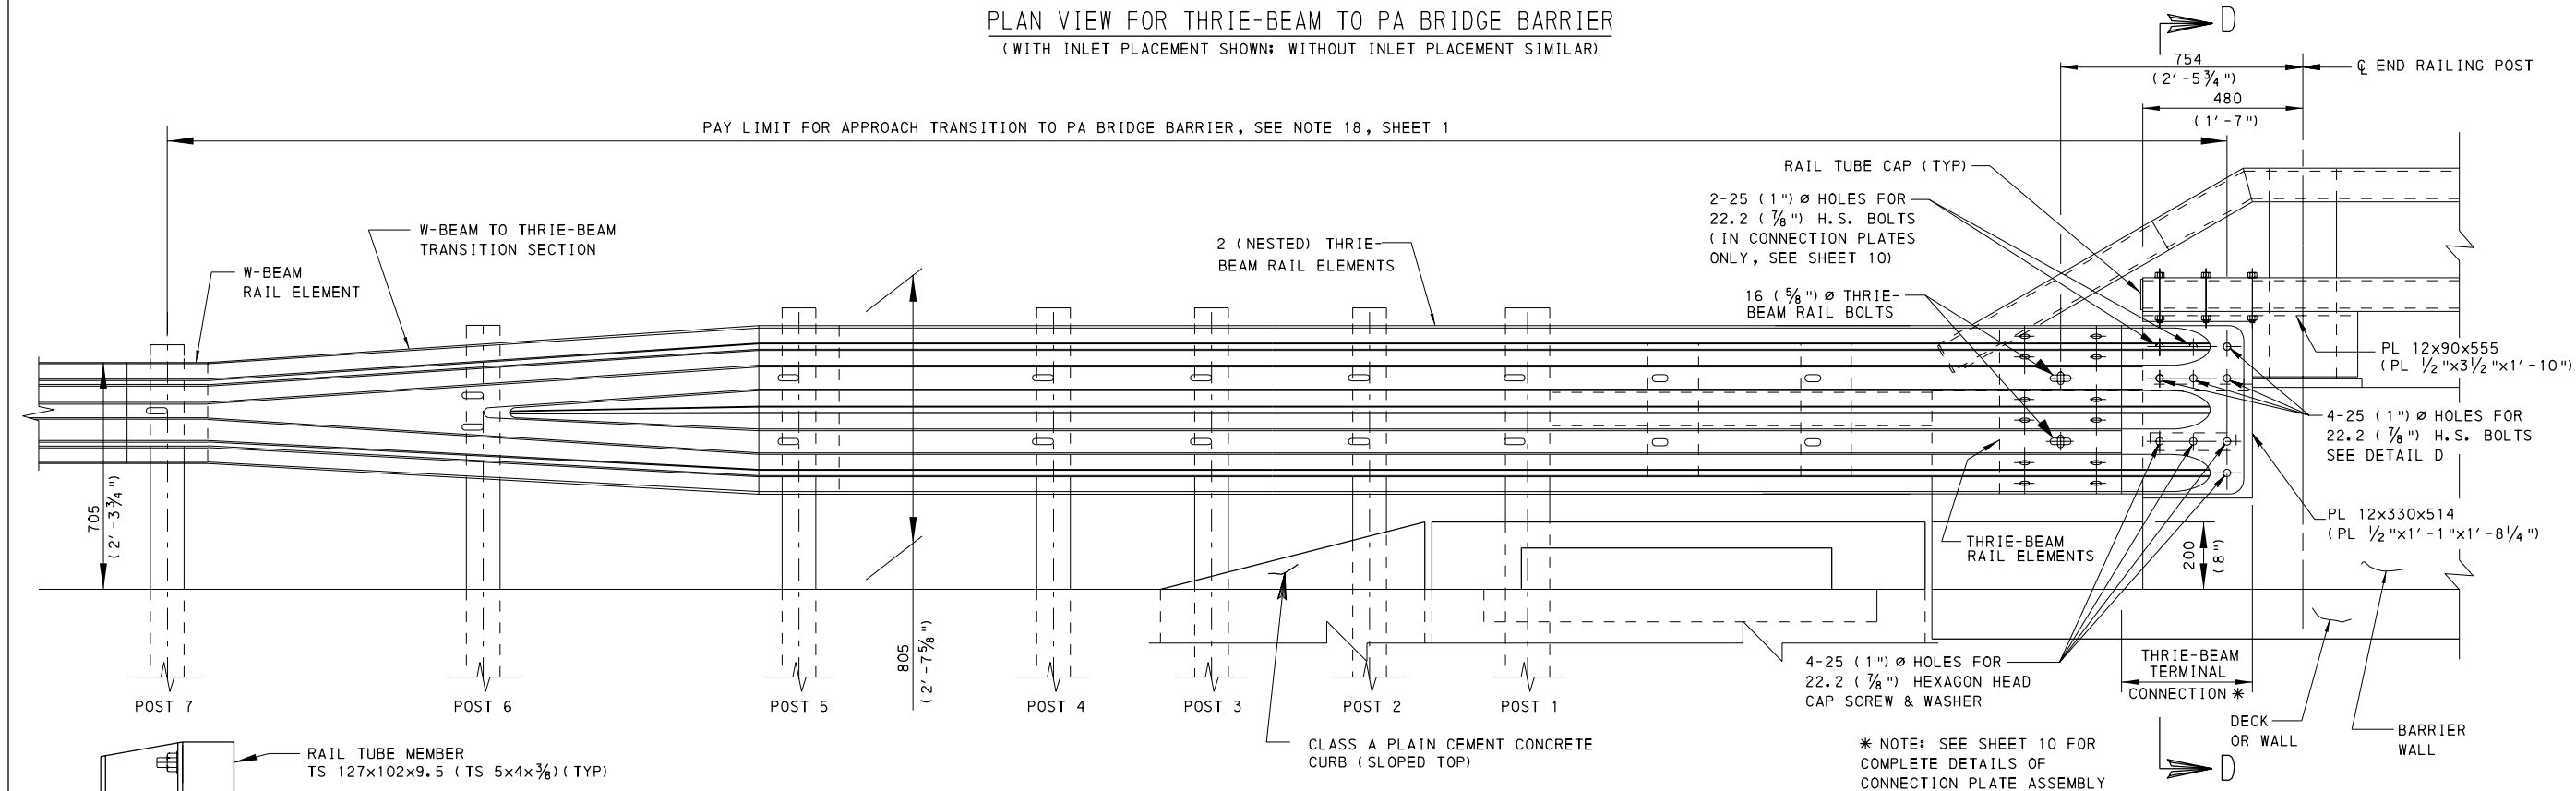 PLAN VIEW FOR THRIE-BEAM TO PA BRIDGE BARRIER
(WITH INLET PLACEMENT SHOWN; WITHOUT INLET PLACEMENT SIMILAR)
D
754
(2'-5¾")
℄ END RAILING POST
480
(1'-7")
PAY LIMIT FOR APPROACH TRANSITION TO PA BRIDGE BARRIER, SEE NOTE 18, SHEET 1
RAIL TUBE CAP (TYP)
2-25 (1") Ø HOLES FOR
22.2 (⅞") H.S. BOLTS
(IN CONNECTION PLATES
ONLY, SEE SHEET 10)
W-BEAM TO THRIE-BEAM
TRANSITION SECTION
2 (NESTED) THRIE-
BEAM RAIL ELEMENTS
W-BEAM
RAIL ELEMENT
16 (⅝") Ø THRIE-
BEAM RAIL BOLTS
PL 12x90x555
(PL ½"x3½"x1'-10")
4-25 (1") Ø HOLES FOR
22.2 (⅞") H.S. BOLTS
SEE DETAIL D
705
(2'-3¾")
PL 12x330x514
(PL ½"x1'-1"x1'-8¼")
THRIE-BEAM
RAIL ELEMENTS
200
(8")
805
(2'-7⅝")
4-25 (1") Ø HOLES FOR
22.2 (⅞") HEXAGON HEAD
CAP SCREW & WASHER
THRIE-BEAM
TERMINAL
CONNECTION *
POST 7
POST 6
POST 5
POST 4
POST 3
POST 2
POST 1
DECK
OR WALL
BARRIER
WALL
CLASS A PLAIN CEMENT CONCRETE
CURB (SLOPED TOP)
* NOTE: SEE SHEET 10 FOR
COMPLETE DETAILS OF
CONNECTION PLATE ASSEMBLY
D
RAIL TUBE MEMBER
TS 127x102x9.5 (TS 5x4x⅜)(TYP)